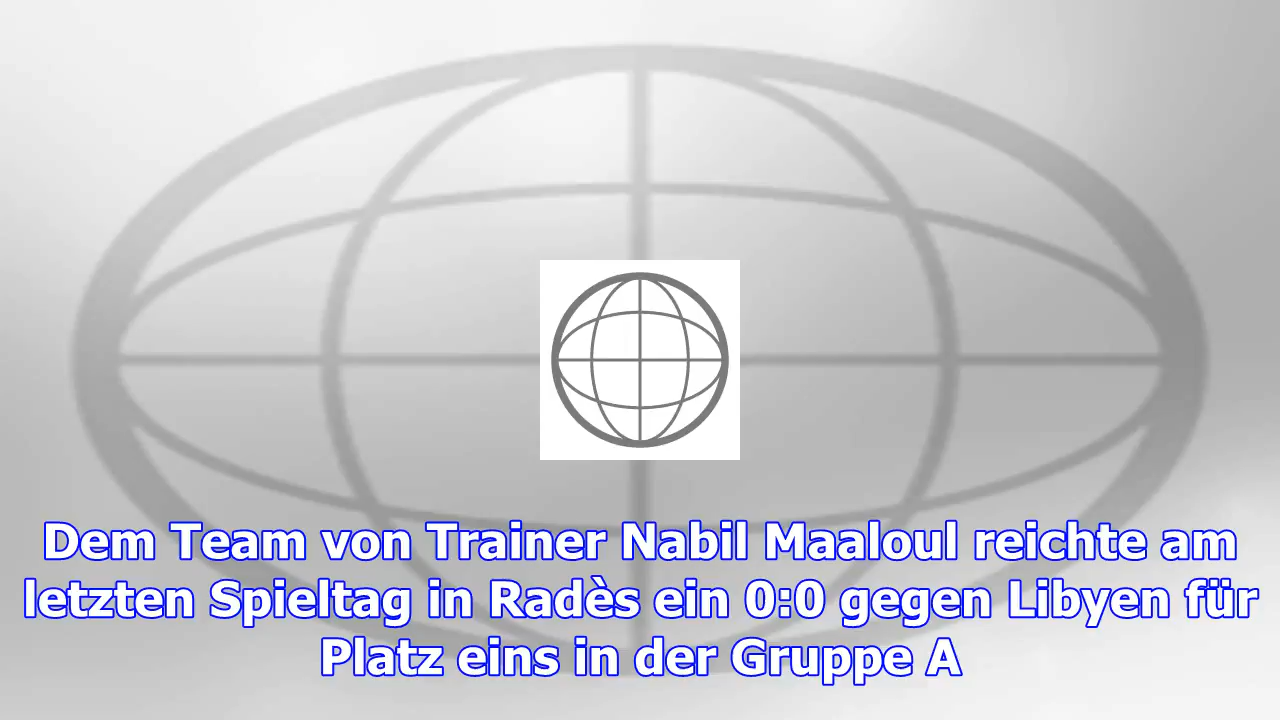 Dem Team von Trainer Nabil Maaloul reichte am
letzten Spieltag in Radès ein 0:0 gegen Libyen für
Platz eins in der Gruppe A